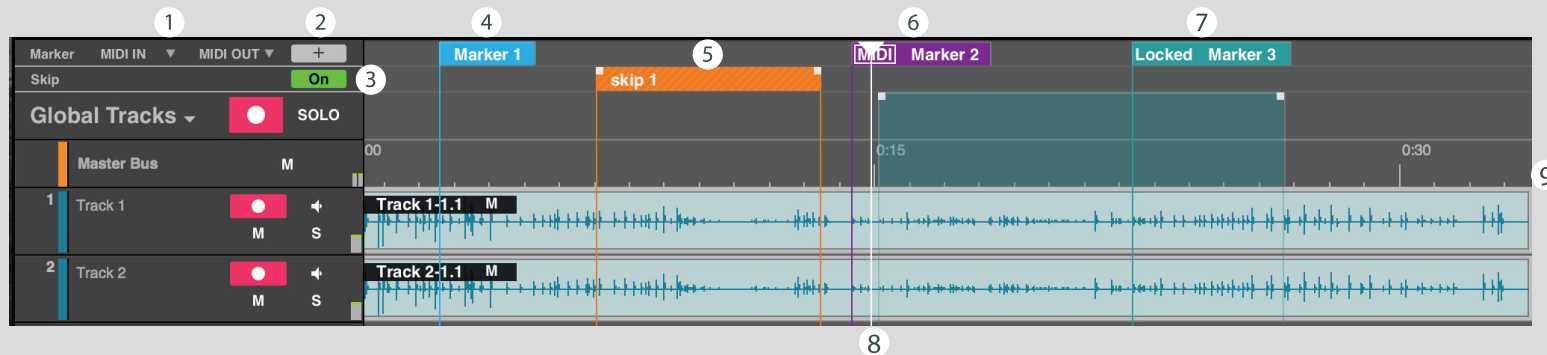 1 2 4 6 7
Marker MIDI IN ▼ MIDI OUT ▼ + Marker 1 5 MIDI Marker 2 Locked Marker 3
Skip On 3 skip 1
Global Tracks SOLO
Master Bus M 00 0:15 0:30
9
1 Track 1 Track 1-1.1 M
M S
2 Track 2 Track 2-1.1 M
M S
8